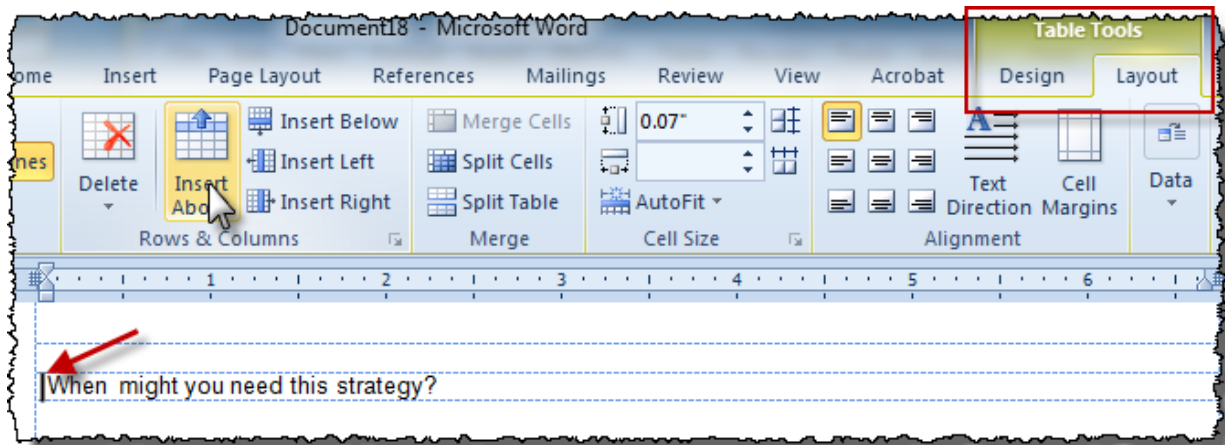 Document18 - Microsoft Word Table Tools
ome Insert Page Layout References Mailings Review View Acrobat Design Layout
nes Delete Insert Abo Insert Below Insert Left Insert Right
Merge Cells Split Cells Split Table
0.07" AutoFit
A Text Direction Cell Margins Data
Rows & Columns Merge Cell Size Alignment
1 2 3 4 5 6
When might you need this strategy?